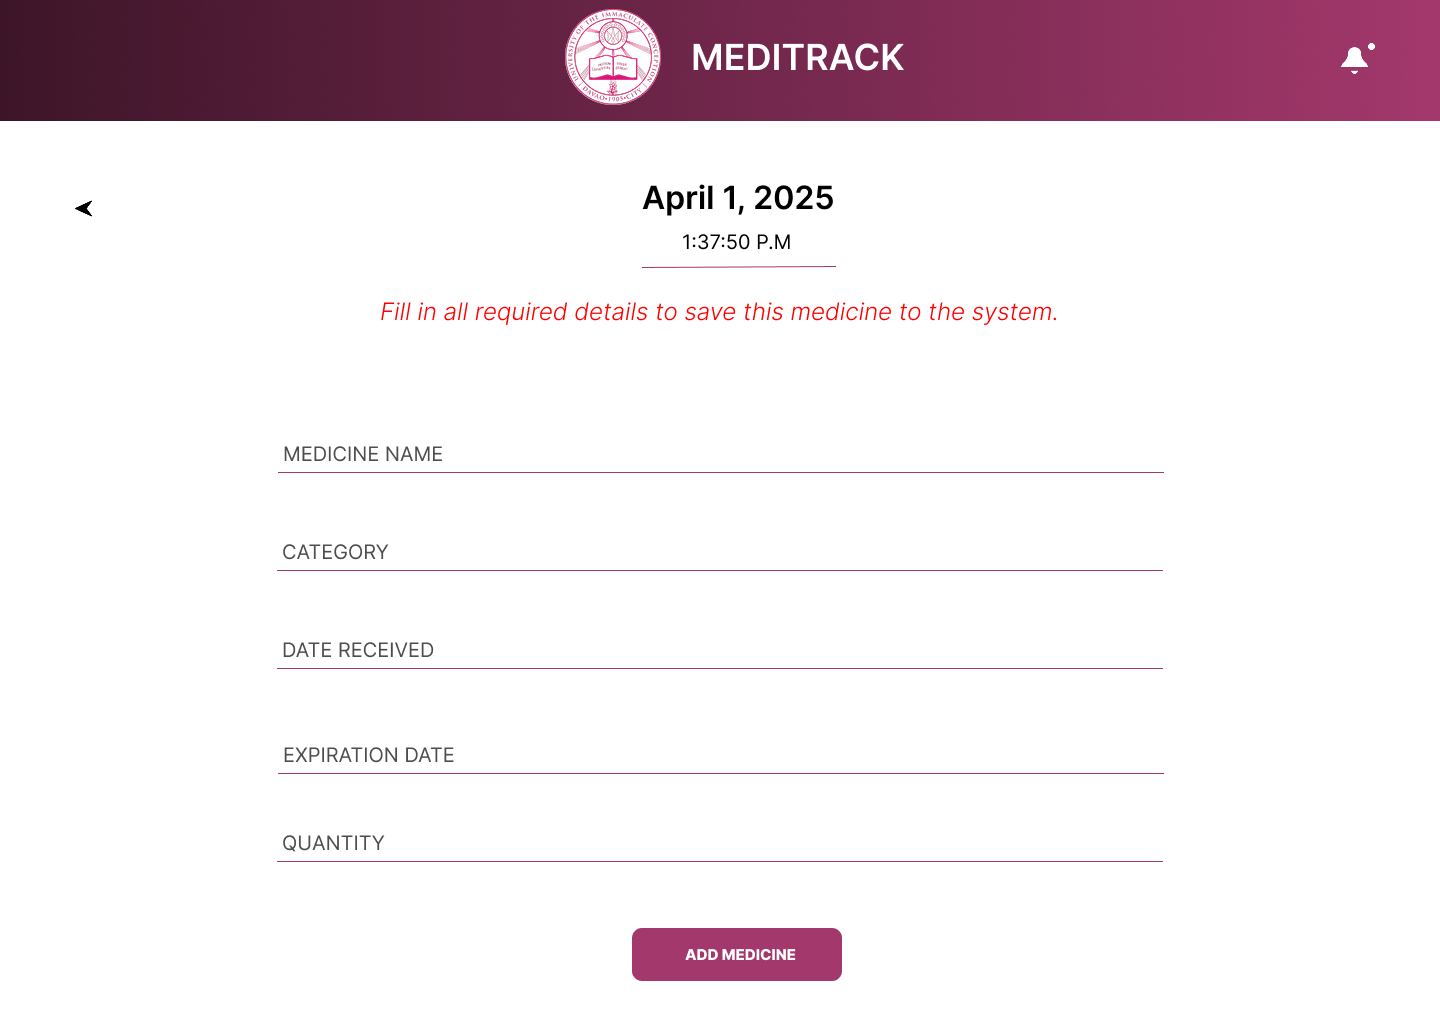 UNIVERSITY OF THE IMMACULATE CONCEPTION
DAVAO • 1905 • CITY
MEDITRACK
April 1, 2025
1:37:50 P.M
Fill in all required details to save this medicine to the system.
MEDICINE NAME
CATEGORY
DATE RECEIVED
EXPIRATION DATE
QUANTITY
ADD MEDICINE